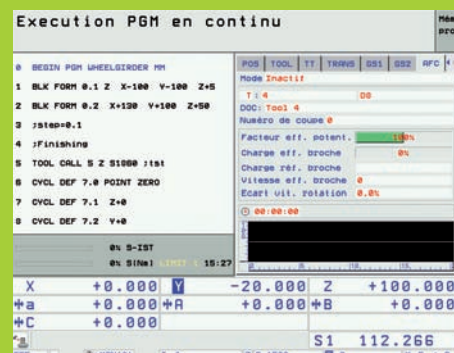 Execution PGM en continu
Mém
pro
0 BEGIN PGM WHEELGIRDER MM
1 BLK FORM 0.1 Z X-100 Y-100 Z+5
2 BLK FORM 0.2 X+130 Y+100 Z+50
3 ;step=0.1
4 ;Finishing
5 TOOL CALL 5 Z S1000 ;tst
6 CYCL DEF 7.0 POINT ZERO
7 CYCL DEF 7.1 Z+0
8 CYCL DEF 7.2 Y+0
0% S-IST
0% S[Nm] LIMIT 1 15:27
POS TOOL TT TRANS GS1 GS2 AFC
Mode Inactif
T : 4 D8
DOC: Tool 4
Numéro de coupe 0
Facteur eff. potent. 100%
Charge eff. broche 0%
Charge réf. broche
Vitesse eff. broche 0
Ecart vit. rotation 0.0%
00:00:00
X +0.000 Y -20.000 Z +100.000
+a +0.000 +A +0.000 +B +0.000
+C +0.000
S1 112.266